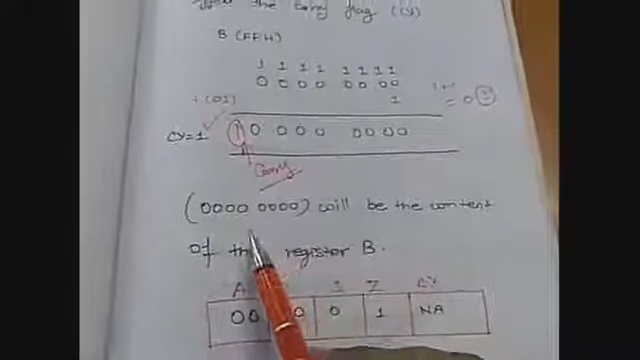 the carry flag (CY)
B (FFH)
1 1 1 1 1 1 1 1
0 0 0 0 0 0 0 0 1+1
+ (01) 1 = 0 1
CY=1 1 0 0 0 0 0 0 0 0
Carry
(0000 0000) will be the content
of the register B.
A S Z CY
00 0 0 1 NA